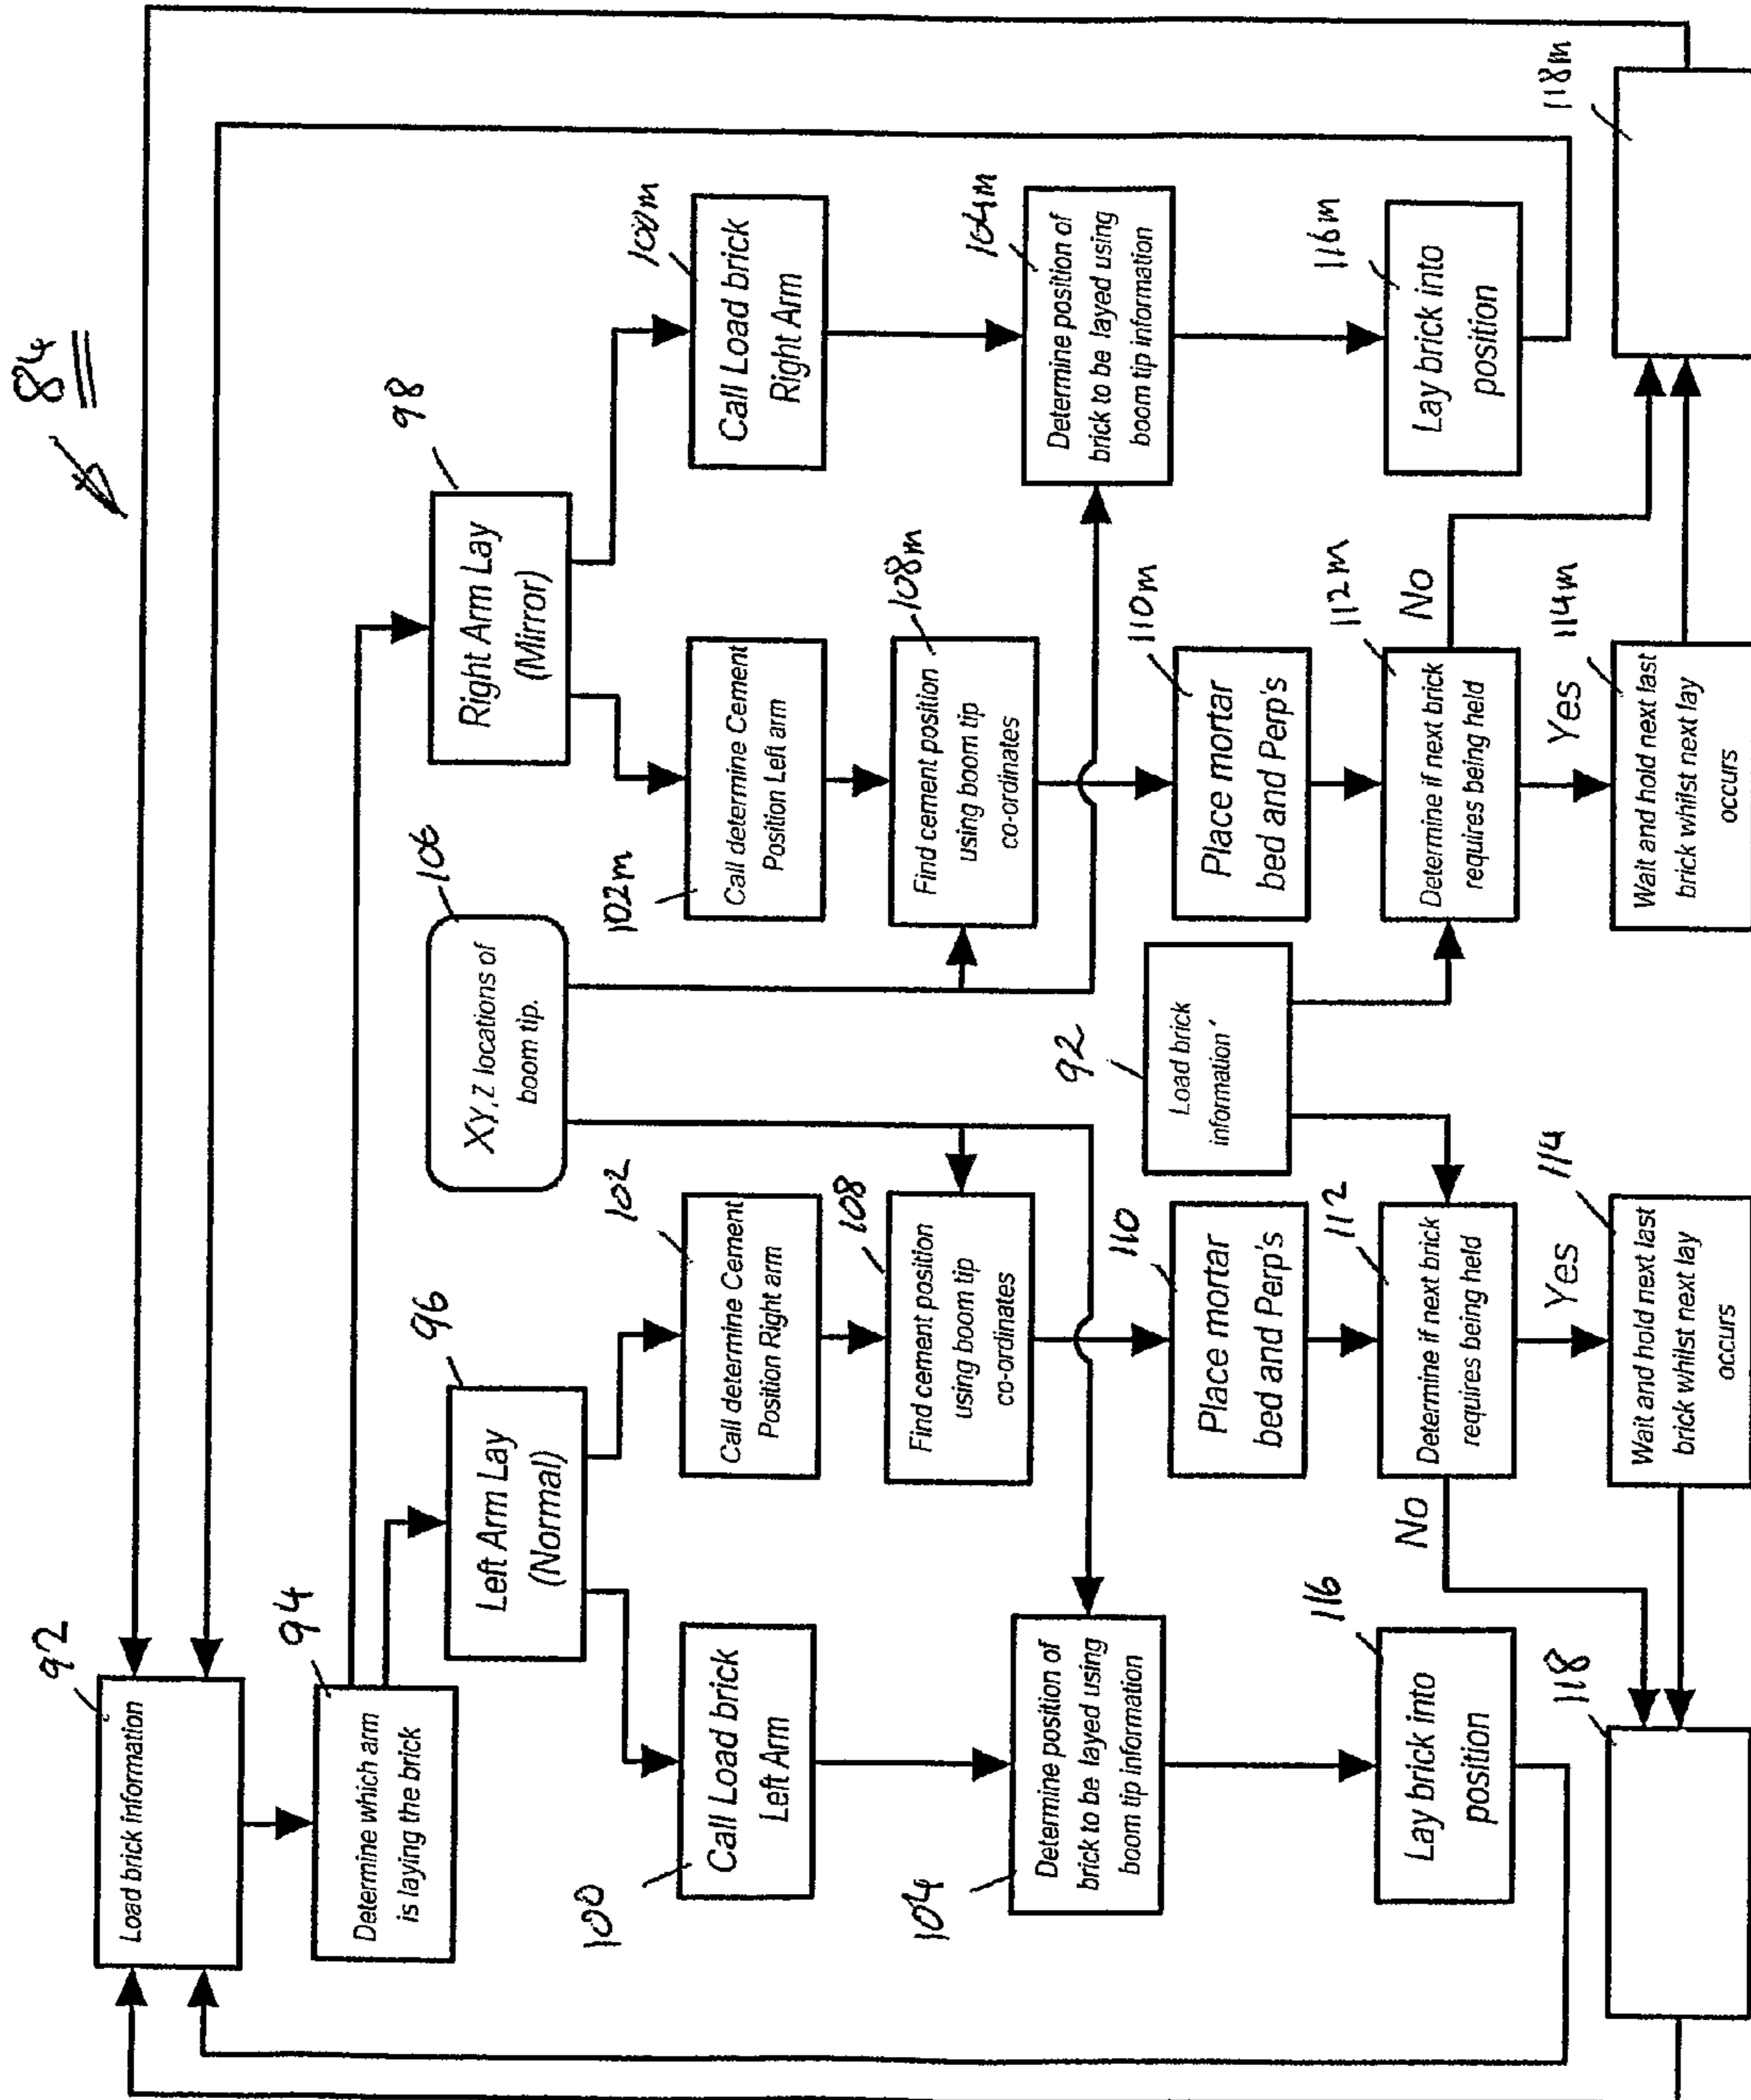 84
92
Load brick information
94
Determine which arm
is laying the brick
98
Right Arm Lay
(Mirror)
106
X,Y,Z locations of
boom tip.
96
Left Arm Lay
(Normal)
100
Call Load brick
Left Arm
102
Call determine Cement
Position Right arm
102m
Call determine Cement
Position Left arm
100m
Call Load brick
Right Arm
108
Find cement position
using boom tip
co-ordinates
108m
Find cement position
using boom tip
co-ordinates
104
Determine position of
brick to be layed using
boom tip information
104m
Determine position of
brick to be layed using
boom tip information
110
Place mortar
bed and Perp's
92
Load brick
information'
110m
Place mortar
bed and Perp's
116
Lay brick into
position
112
Determine if next brick
requires being held
112m
Determine if next brick
requires being held
116m
Lay brick into
position
No
Yes
Yes
No
118
114
Wait and hold next last
brick whilst next lay
occurs
114m
Wait and hold next last
brick whilst next lay
occurs
118m